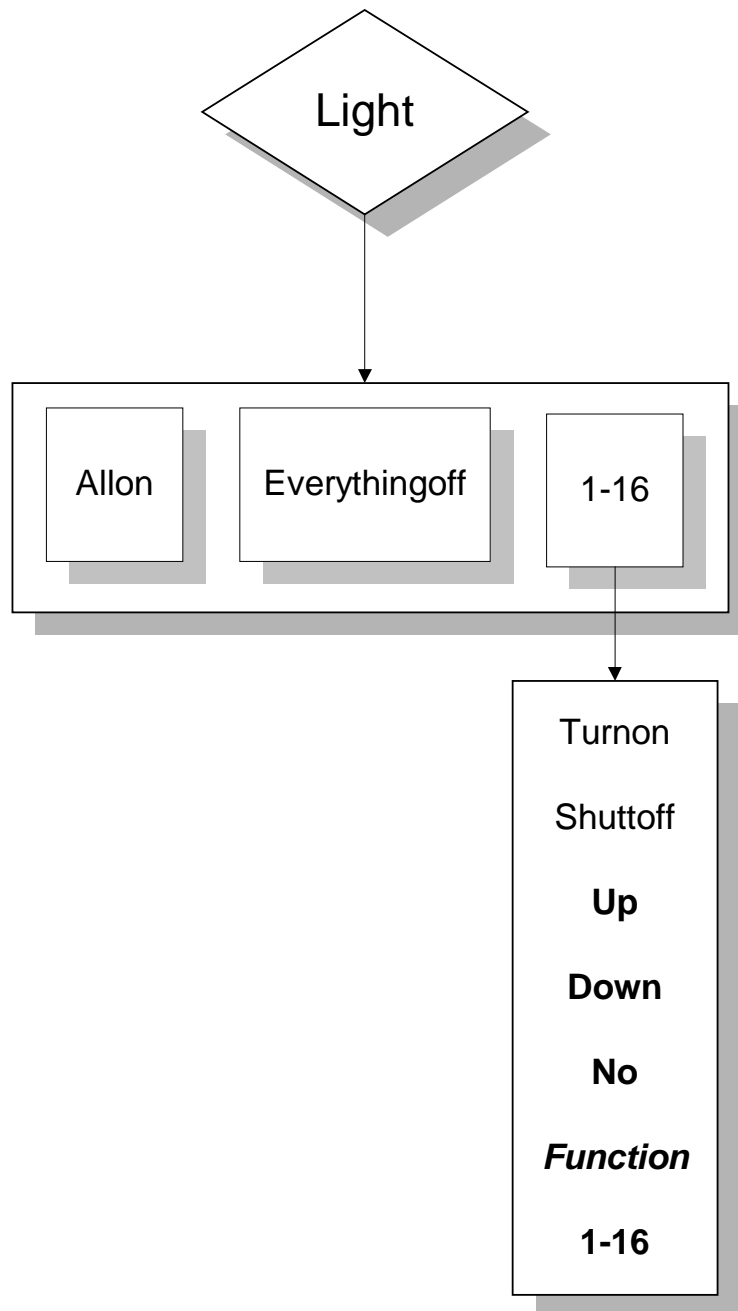 Light
Allon
Everythingoff
1-16
Turnon
Shuttoff
Up
Down
No
Function
1-16